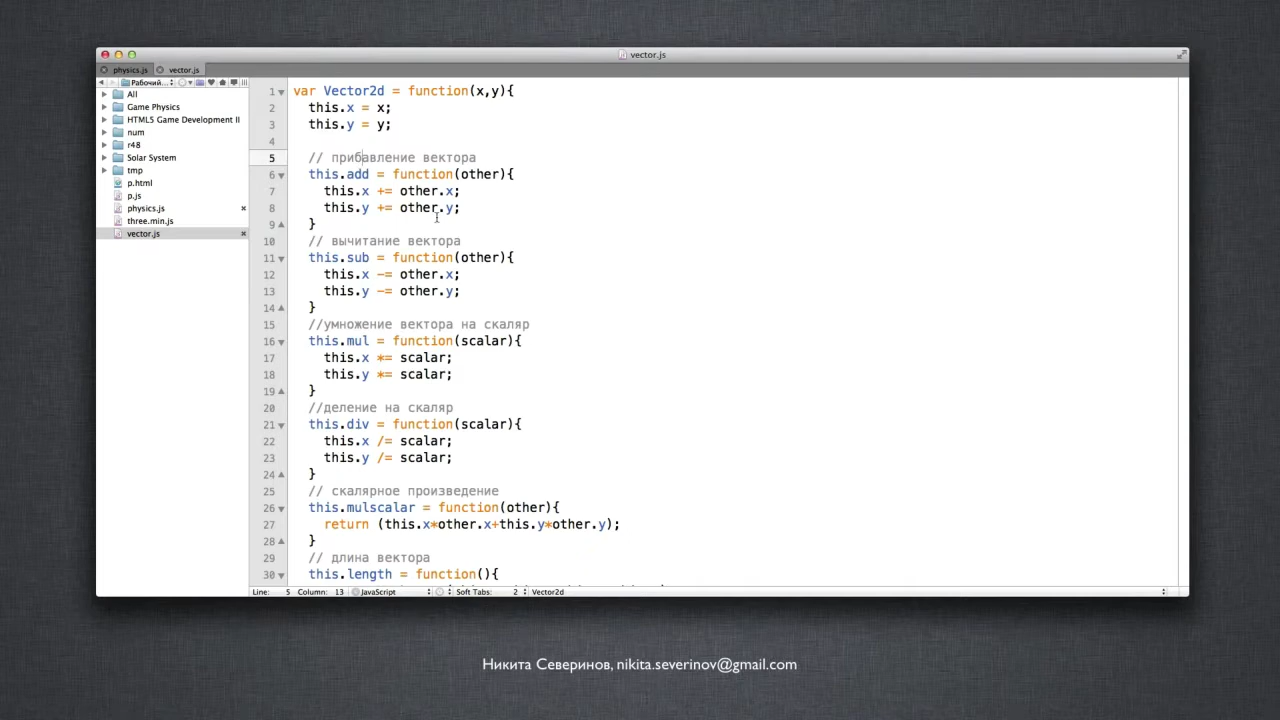 vector.js
physics.js
vector.js
Рабочий...
All
Game Physics
HTML5 Game Development II
num
r48
Solar System
tmp
p.html
p.js
physics.js
three.min.js
vector.js
1 var Vector2d = function(x,y){
2 this.x = x;
3 this.y = y;
4
5 // прибавление вектора
6 this.add = function(other){
7 this.x += other.x;
8 this.y += other.y;
9 }
10 // вычитание вектора
11 this.sub = function(other){
12 this.x -= other.x;
13 this.y -= other.y;
14 }
15 //умножение вектора на скаляр
16 this.mul = function(scalar){
17 this.x *= scalar;
18 this.y *= scalar;
19 }
20 //деление на скаляр
21 this.div = function(scalar){
22 this.x /= scalar;
23 this.y /= scalar;
24 }
25 // скалярное произведение
26 this.mulscalar = function(other){
27 return (this.x*other.x+this.y*other.y);
28 }
29 // длина вектора
30 this.length = function(){
Line: 5 Column: 13 JavaScript Soft Tabs: 2 Vector2d
Никита Северинов, nikita.severinov@gmail.com